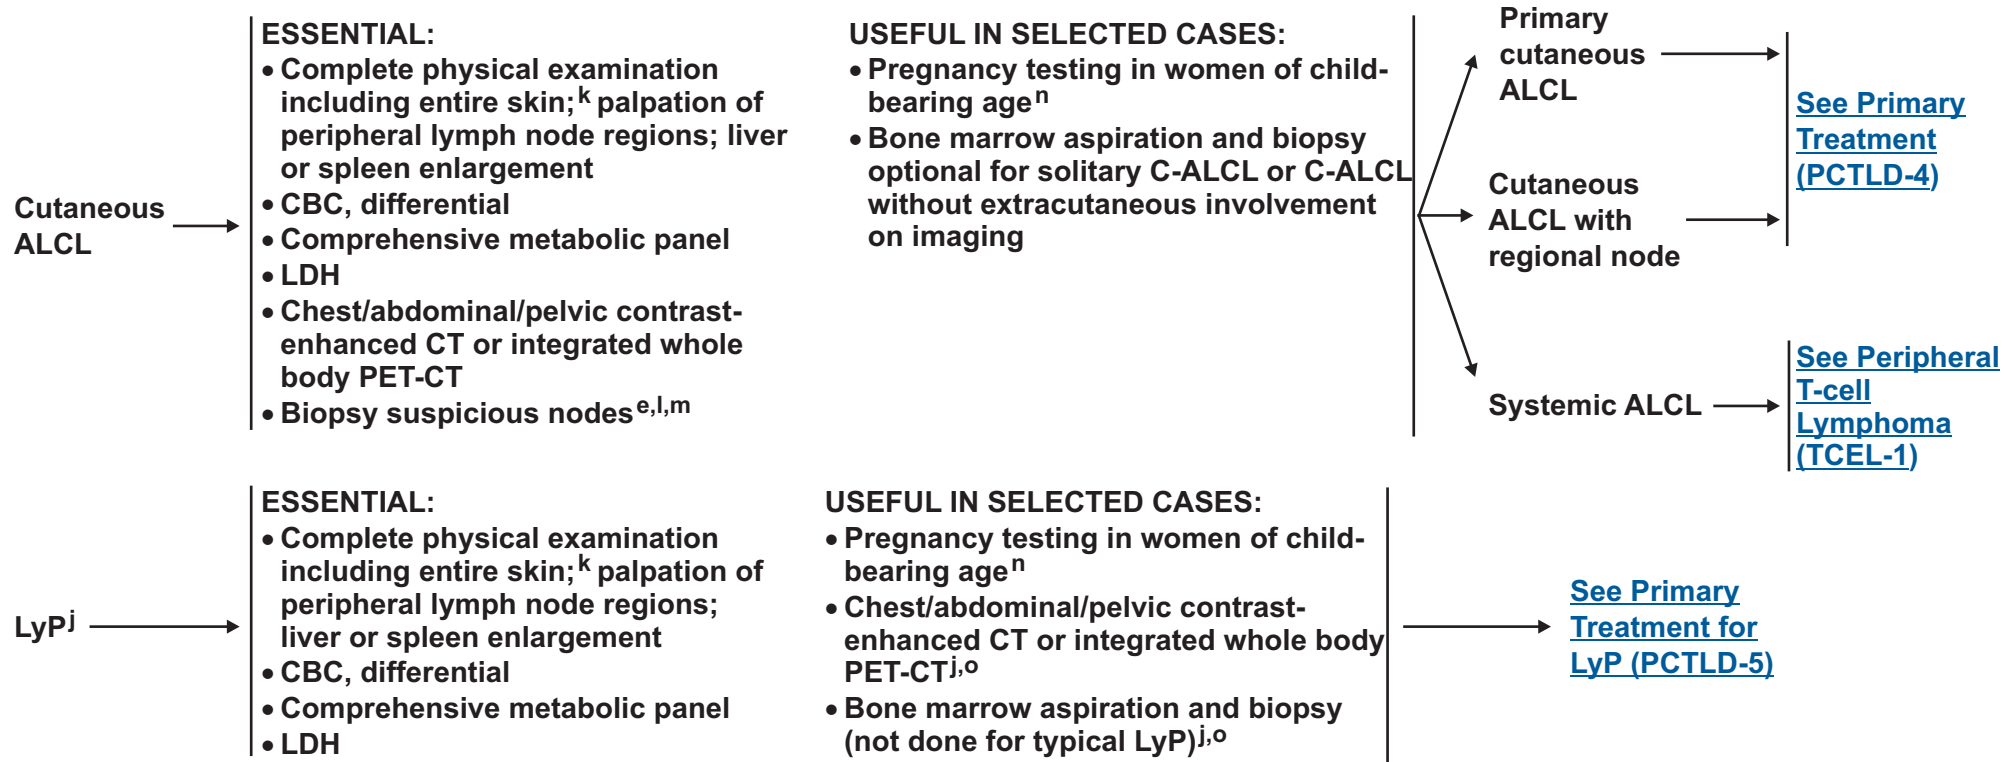 Cutaneous
ALCL
ESSENTIAL:
• Complete physical examination
including entire skin;k palpation of
peripheral lymph node regions; liver
or spleen enlargement
• CBC, differential
• Comprehensive metabolic panel
• LDH
• Chest/abdominal/pelvic contrast-
enhanced CT or integrated whole
body PET-CT
• Biopsy suspicious nodese,l,m
USEFUL IN SELECTED CASES:
• Pregnancy testing in women of child-
bearing agen
• Bone marrow aspiration and biopsy
optional for solitary C-ALCL or C-ALCL
without extracutaneous involvement
on imaging
Primary
cutaneous
ALCL
Cutaneous
ALCL with
regional node
See Primary
Treatment
(PCTLD-4)
Systemic ALCL
See Peripheral
T-cell
Lymphoma
(TCEL-1)
LyPj
ESSENTIAL:
• Complete physical examination
including entire skin;k palpation of
peripheral lymph node regions;
liver or spleen enlargement
• CBC, differential
• Comprehensive metabolic panel
• LDH
USEFUL IN SELECTED CASES:
• Pregnancy testing in women of child-
bearing agen
• Chest/abdominal/pelvic contrast-
enhanced CT or integrated whole body
PET-CTj,o
• Bone marrow aspiration and biopsy
(not done for typical LyP)j,o
See Primary
Treatment for
LyP (PCTLD-5)